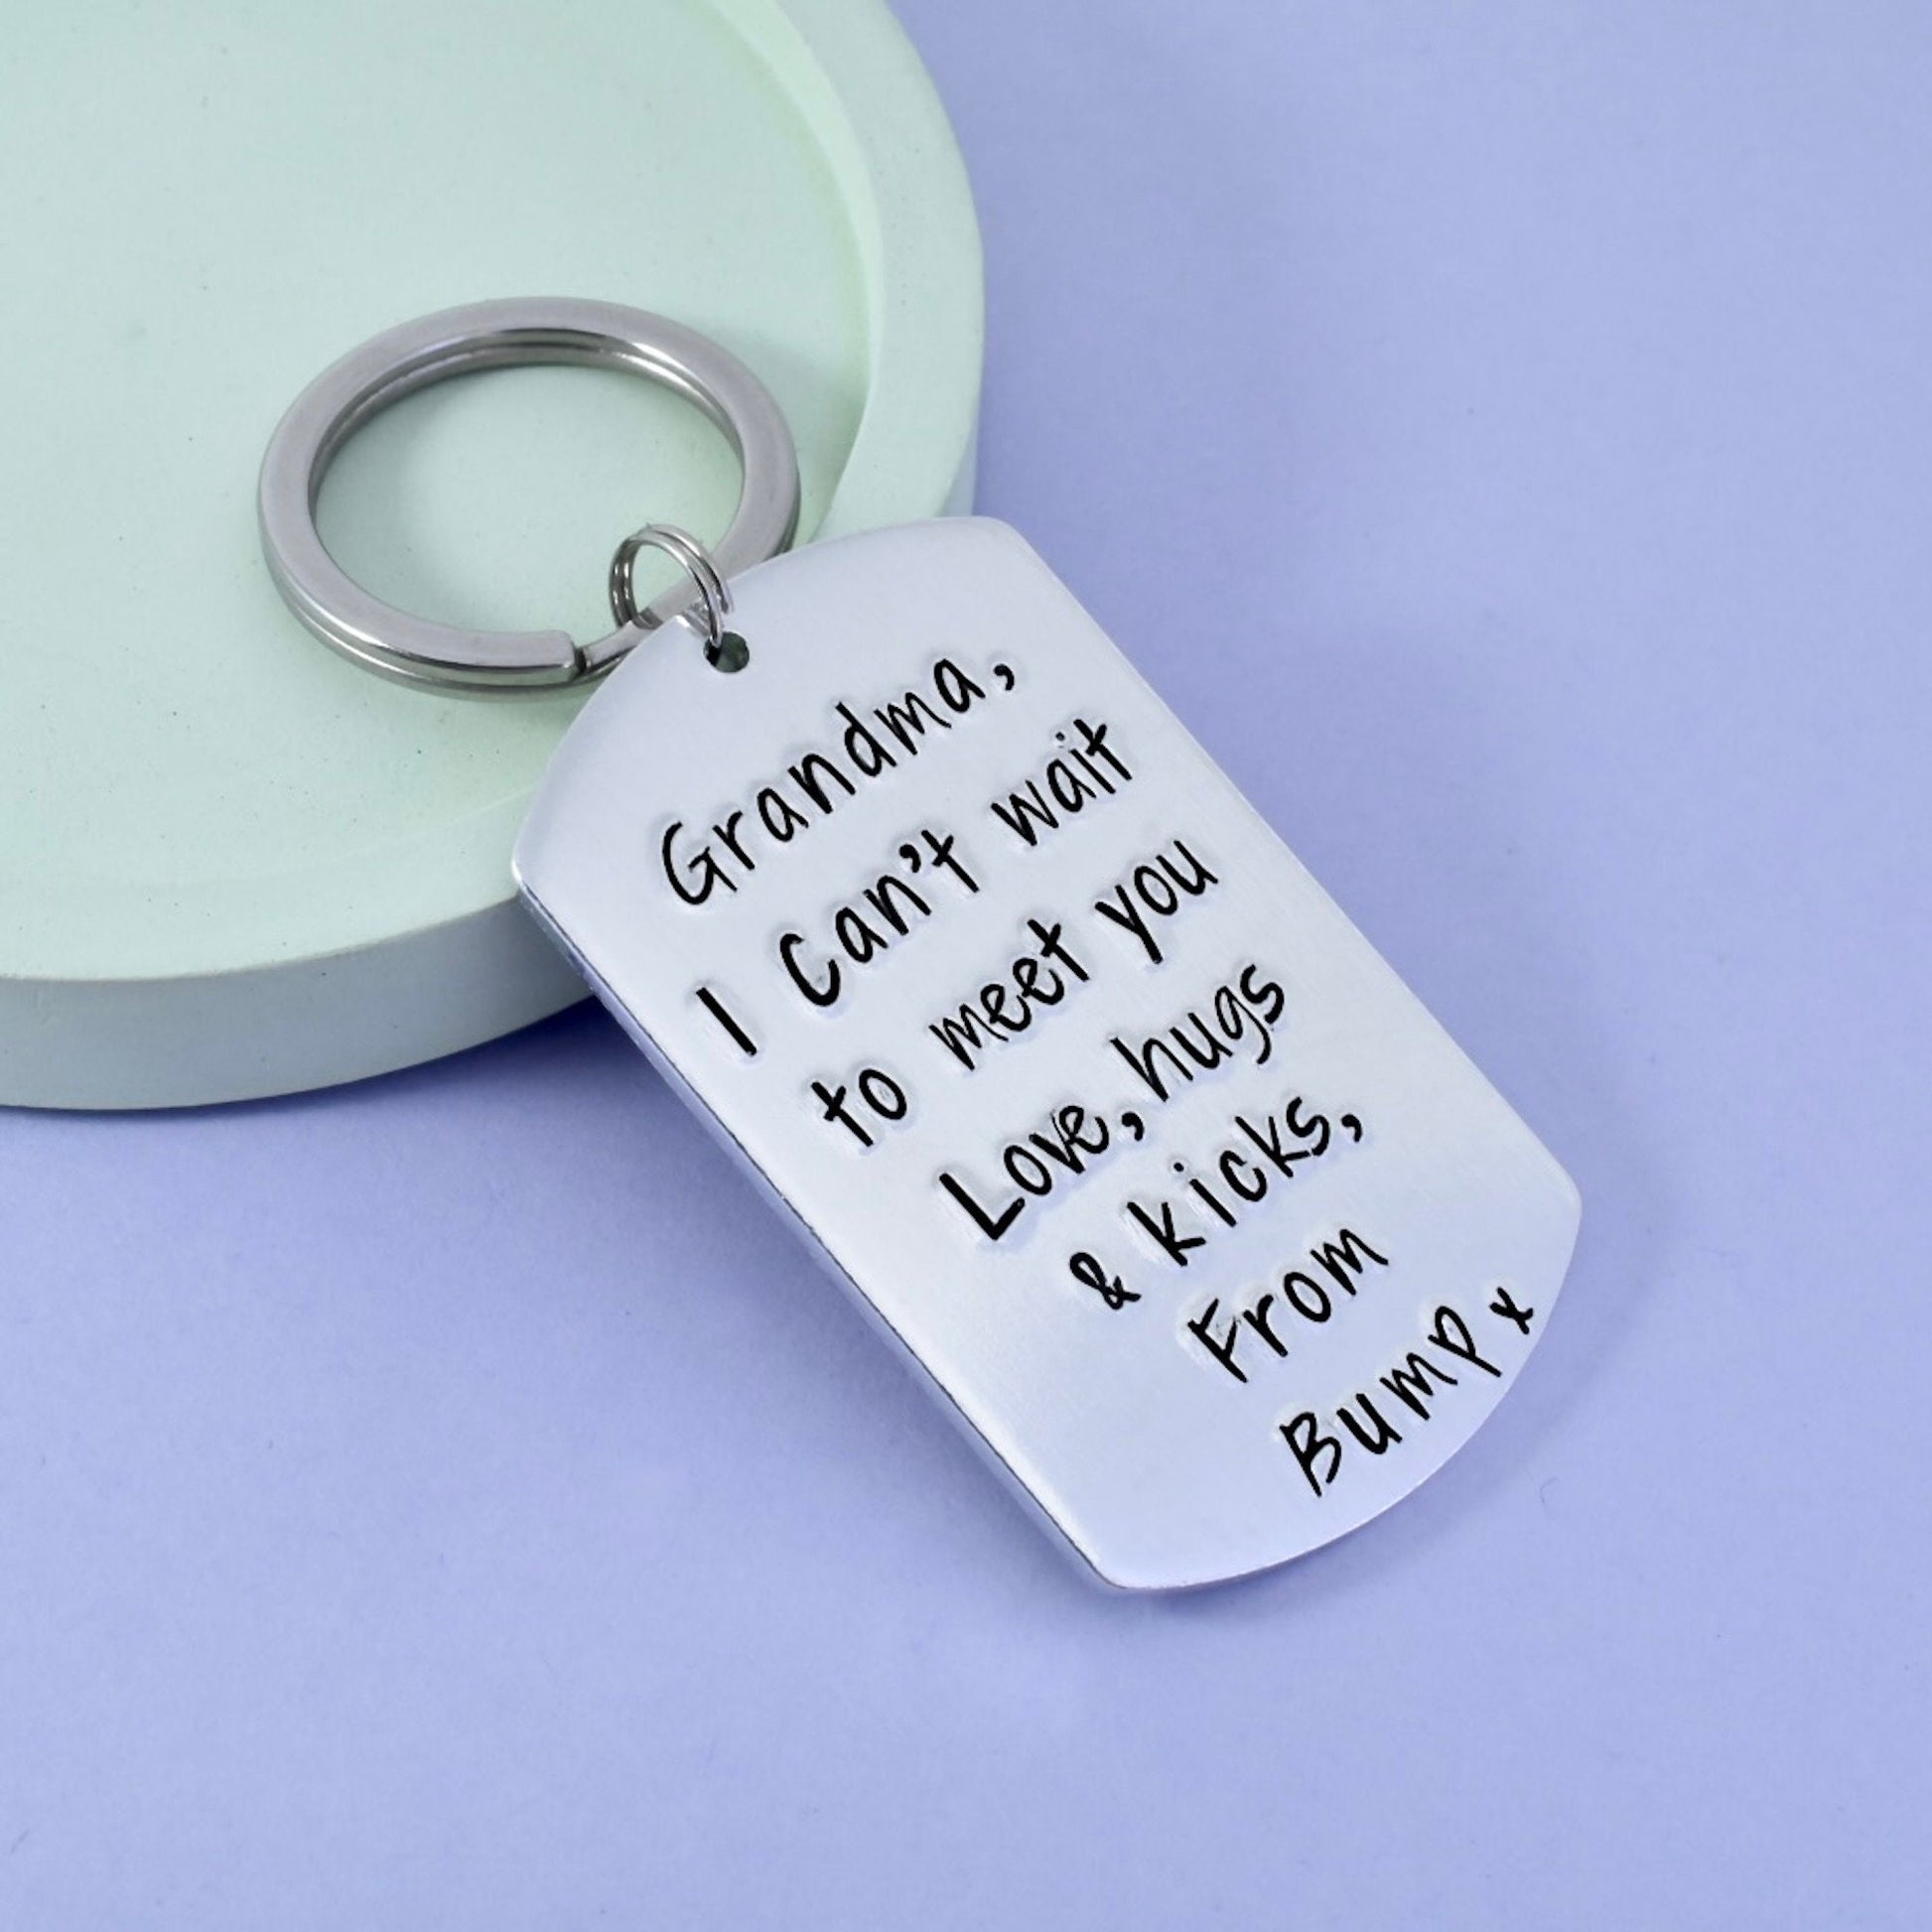 Grandma,
I Can't wait
to meet you
Love, hugs
& kicks,
From
Bump x